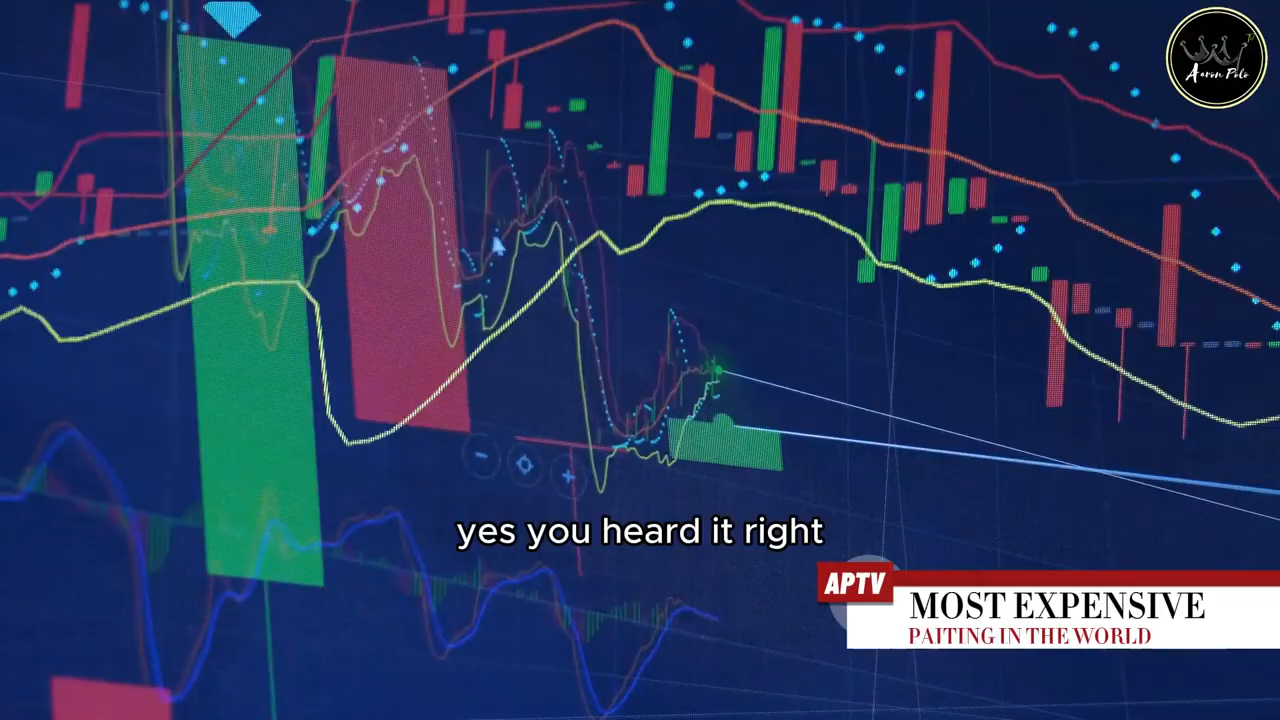 Aaron Polo
yes you heard it right
APTV
MOST EXPENSIVE
PAITING IN THE WORLD